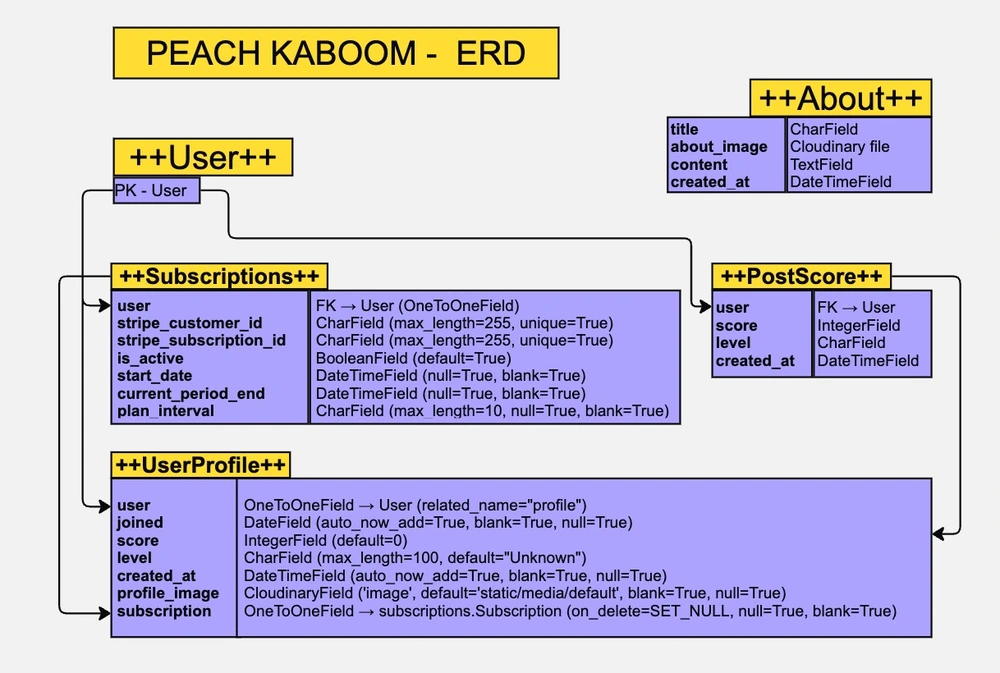 PEACH KABOOM - ERD
++About++
title CharField
about_image Cloudinary file
content TextField
created_at DateTimeField
++User++
PK - User
++Subscriptions++
user FK → User (OneToOneField)
stripe_customer_id CharField (max_length=255, unique=True)
stripe_subscription_id CharField (max_length=255, unique=True)
is_active BooleanField (default=True)
start_date DateTimeField (null=True, blank=True)
current_period_end DateTimeField (null=True, blank=True)
plan_interval CharField (max_length=10, null=True, blank=True)
++PostScore++
user FK → User
score IntegerField
level CharField
created_at DateTimeField
++UserProfile++
user OneToOneField → User (related_name="profile")
joined DateField (auto_now_add=True, blank=True, null=True)
score IntegerField (default=0)
level CharField (max_length=100, default="Unknown")
created_at DateTimeField (auto_now_add=True, blank=True, null=True)
profile_image CloudinaryField ('image', default='static/media/default', blank=True, null=True)
subscription OneToOneField → subscriptions.Subscription (on_delete=SET_NULL, null=True, blank=True)